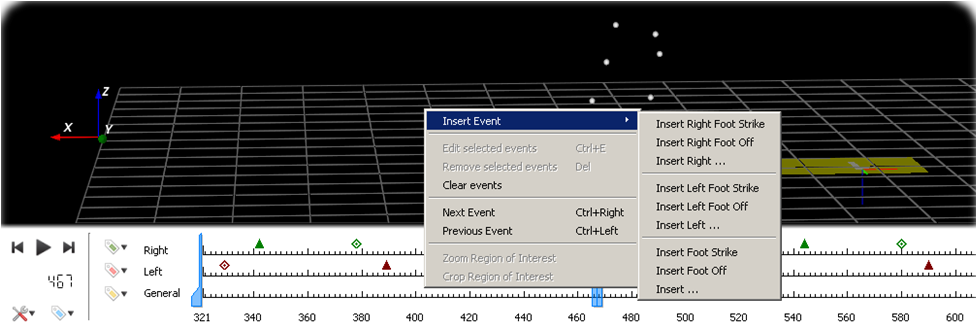 Z
X
Y
Insert Event
Edit selected events Ctrl+E
Remove selected events Del
Clear events
Next Event Ctrl+Right
Previous Event Ctrl+Left
Zoom Region of Interest
Crop Region of Interest
Insert Right Foot Strike
Insert Right Foot Off
Insert Right ...
Insert Left Foot Strike
Insert Left Foot Off
Insert Left ...
Insert Foot Strike
Insert Foot Off
Insert ...
Right
Left
467
General
321 340 360 380 400 420 440 460 480 500 520 540 560 580 600